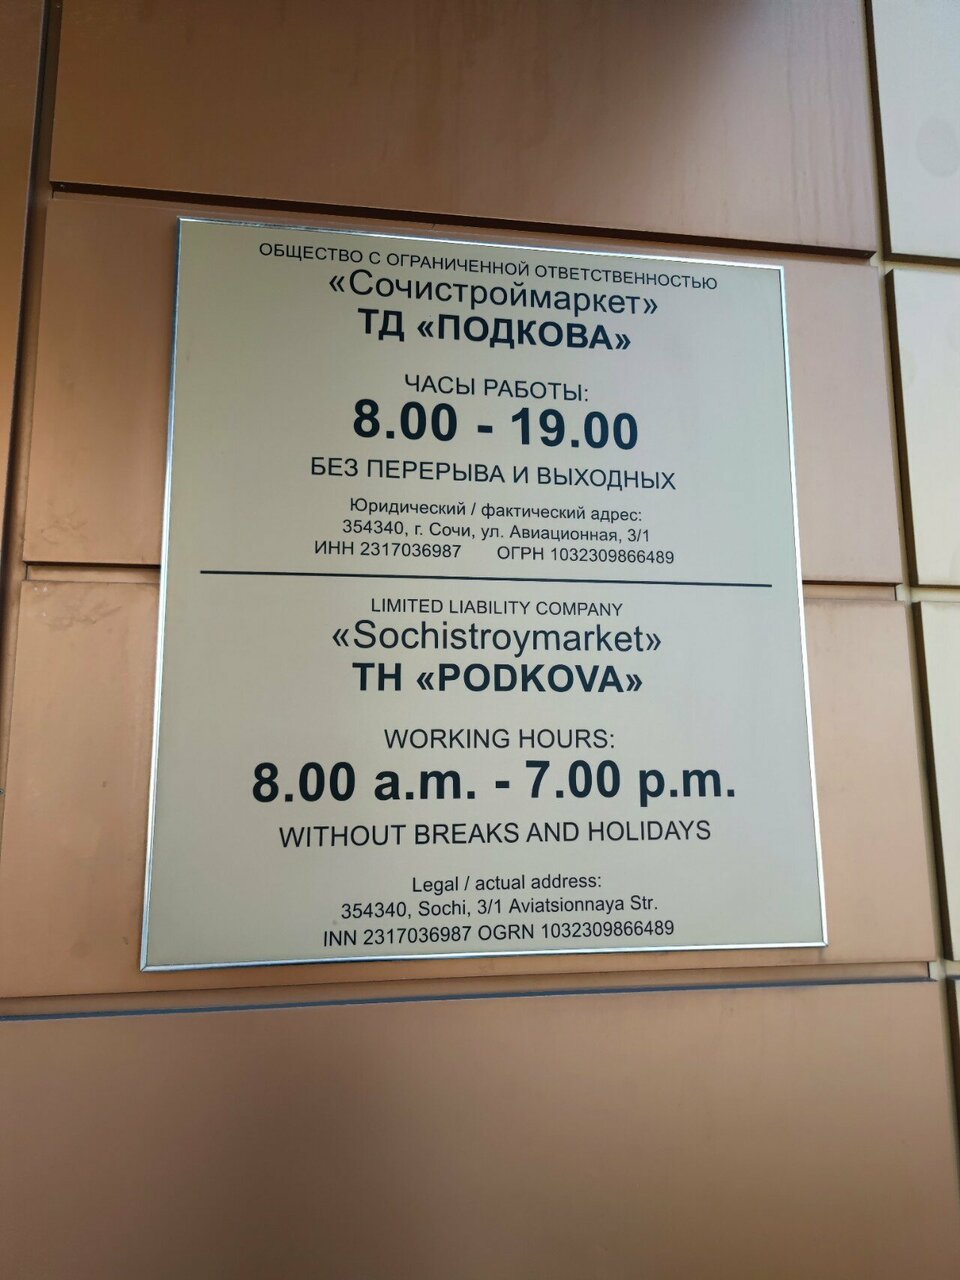 ОБЩЕСТВО С ОГРАНИЧЕННОЙ ОТВЕТСТВЕННОСТЬЮ
«Сочистроймаркет»
ТД «ПОДКОВА»
ЧАСЫ РАБОТЫ:
8.00 - 19.00
БЕЗ ПЕРЕРЫВА И ВЫХОДНЫХ
Юридический / фактический адрес:
354340, г. Сочи, ул. Авиационная, 3/1
ИНН 2317036987 ОГРН 1032309866489
LIMITED LIABILITY COMPANY
«Sochistroymarket»
TH «PODKOVA»
WORKING HOURS:
8.00 a.m. - 7.00 p.m.
WITHOUT BREAKS AND HOLIDAYS
Legal / actual address:
354340, Sochi, 3/1 Aviatsionnaya Str.
INN 2317036987 OGRN 1032309866489